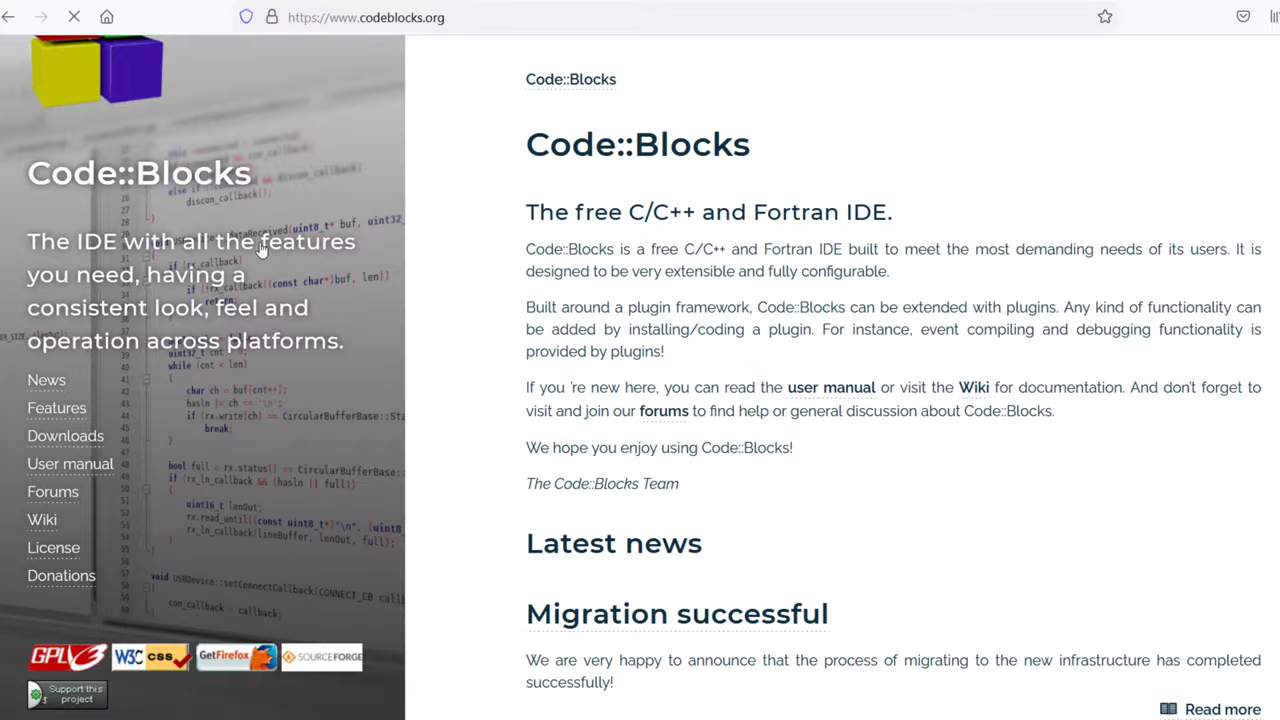 https://www.codeblocks.org
Code::Blocks
The IDE with all the features
you need, having a
consistent look, feel and
operation across platforms.
News
Features
Downloads
User manual
Forums
Wiki
License
Donations
GPLv3
W3C css
GetFirefox
SOURCEFORGE
Support this
project
Code::Blocks
Code::Blocks
The free C/C++ and Fortran IDE.
Code::Blocks is a free C/C++ and Fortran IDE built to meet the most demanding needs of its users. It is
designed to be very extensible and fully configurable.
Built around a plugin framework, Code::Blocks can be extended with plugins. Any kind of functionality can
be added by installing/coding a plugin. For instance, event compiling and debugging functionality is
provided by plugins!
If you 're new here, you can read the user manual or visit the Wiki for documentation. And don't forget to
visit and join our forums to find help or general discussion about Code::Blocks.
We hope you enjoy using Code::Blocks!
The Code::Blocks Team
Latest news
Migration successful
We are very happy to announce that the process of migrating to the new infrastructure has completed
successfully!
Read more